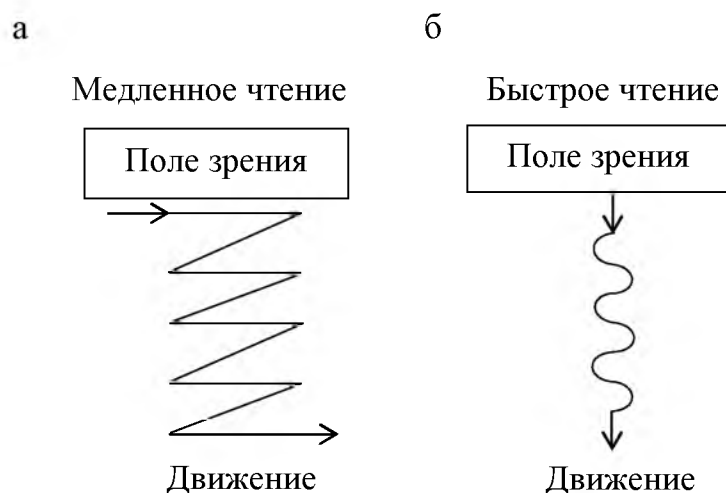 а
Медленное чтение
Поле зрения
Движение
б
Быстрое чтение
Поле зрения
Движение